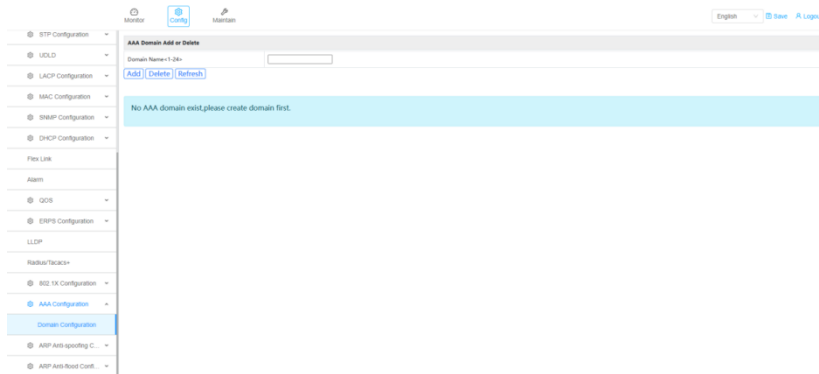 Monitor
Config
Maintain
English
Save
Logou
STP Configuration
UDLD
LACP Configuration
MAC Configuration
SNMP Configuration
DHCP Configuration
Flex Link
Alarm
QOS
ERPS Configuration
LLDP
Radius/Tacacs+
802.1X Configuration
AAA Configuration
Domain Configuration
ARP Anti-spoofing C...
ARP Anti-flood Confi...
AAA Domain Add or Delete
Domain Name<1-24>
Add Delete Refresh
No AAA domain exist,please create domain first.